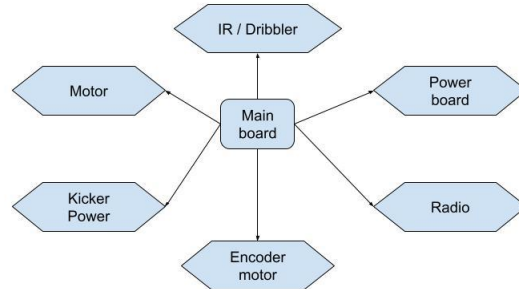 IR / Dribbler
Motor
Power
board
Main
board
Kicker
Power
Radio
Encoder
motor